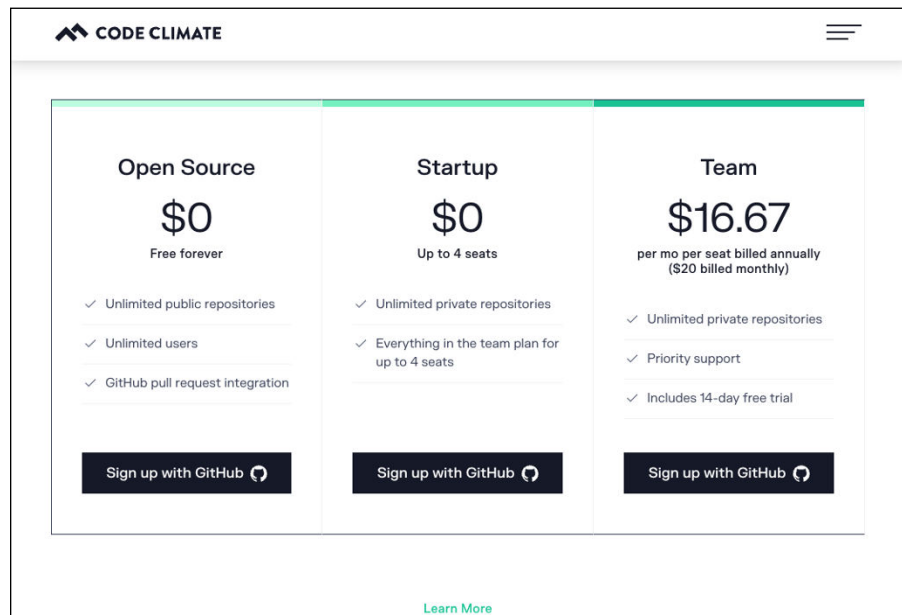 CODE CLIMATE
Open Source
$0
Free forever
Unlimited public repositories
Unlimited users
GitHub pull request integration
Sign up with GitHub
Startup
$0
Up to 4 seats
Unlimited private repositories
Everything in the team plan for
up to 4 seats
Sign up with GitHub
Team
$16.67
per mo per seat billed annually
($20 billed monthly)
Unlimited private repositories
Priority support
Includes 14-day free trial
Sign up with GitHub
Learn More